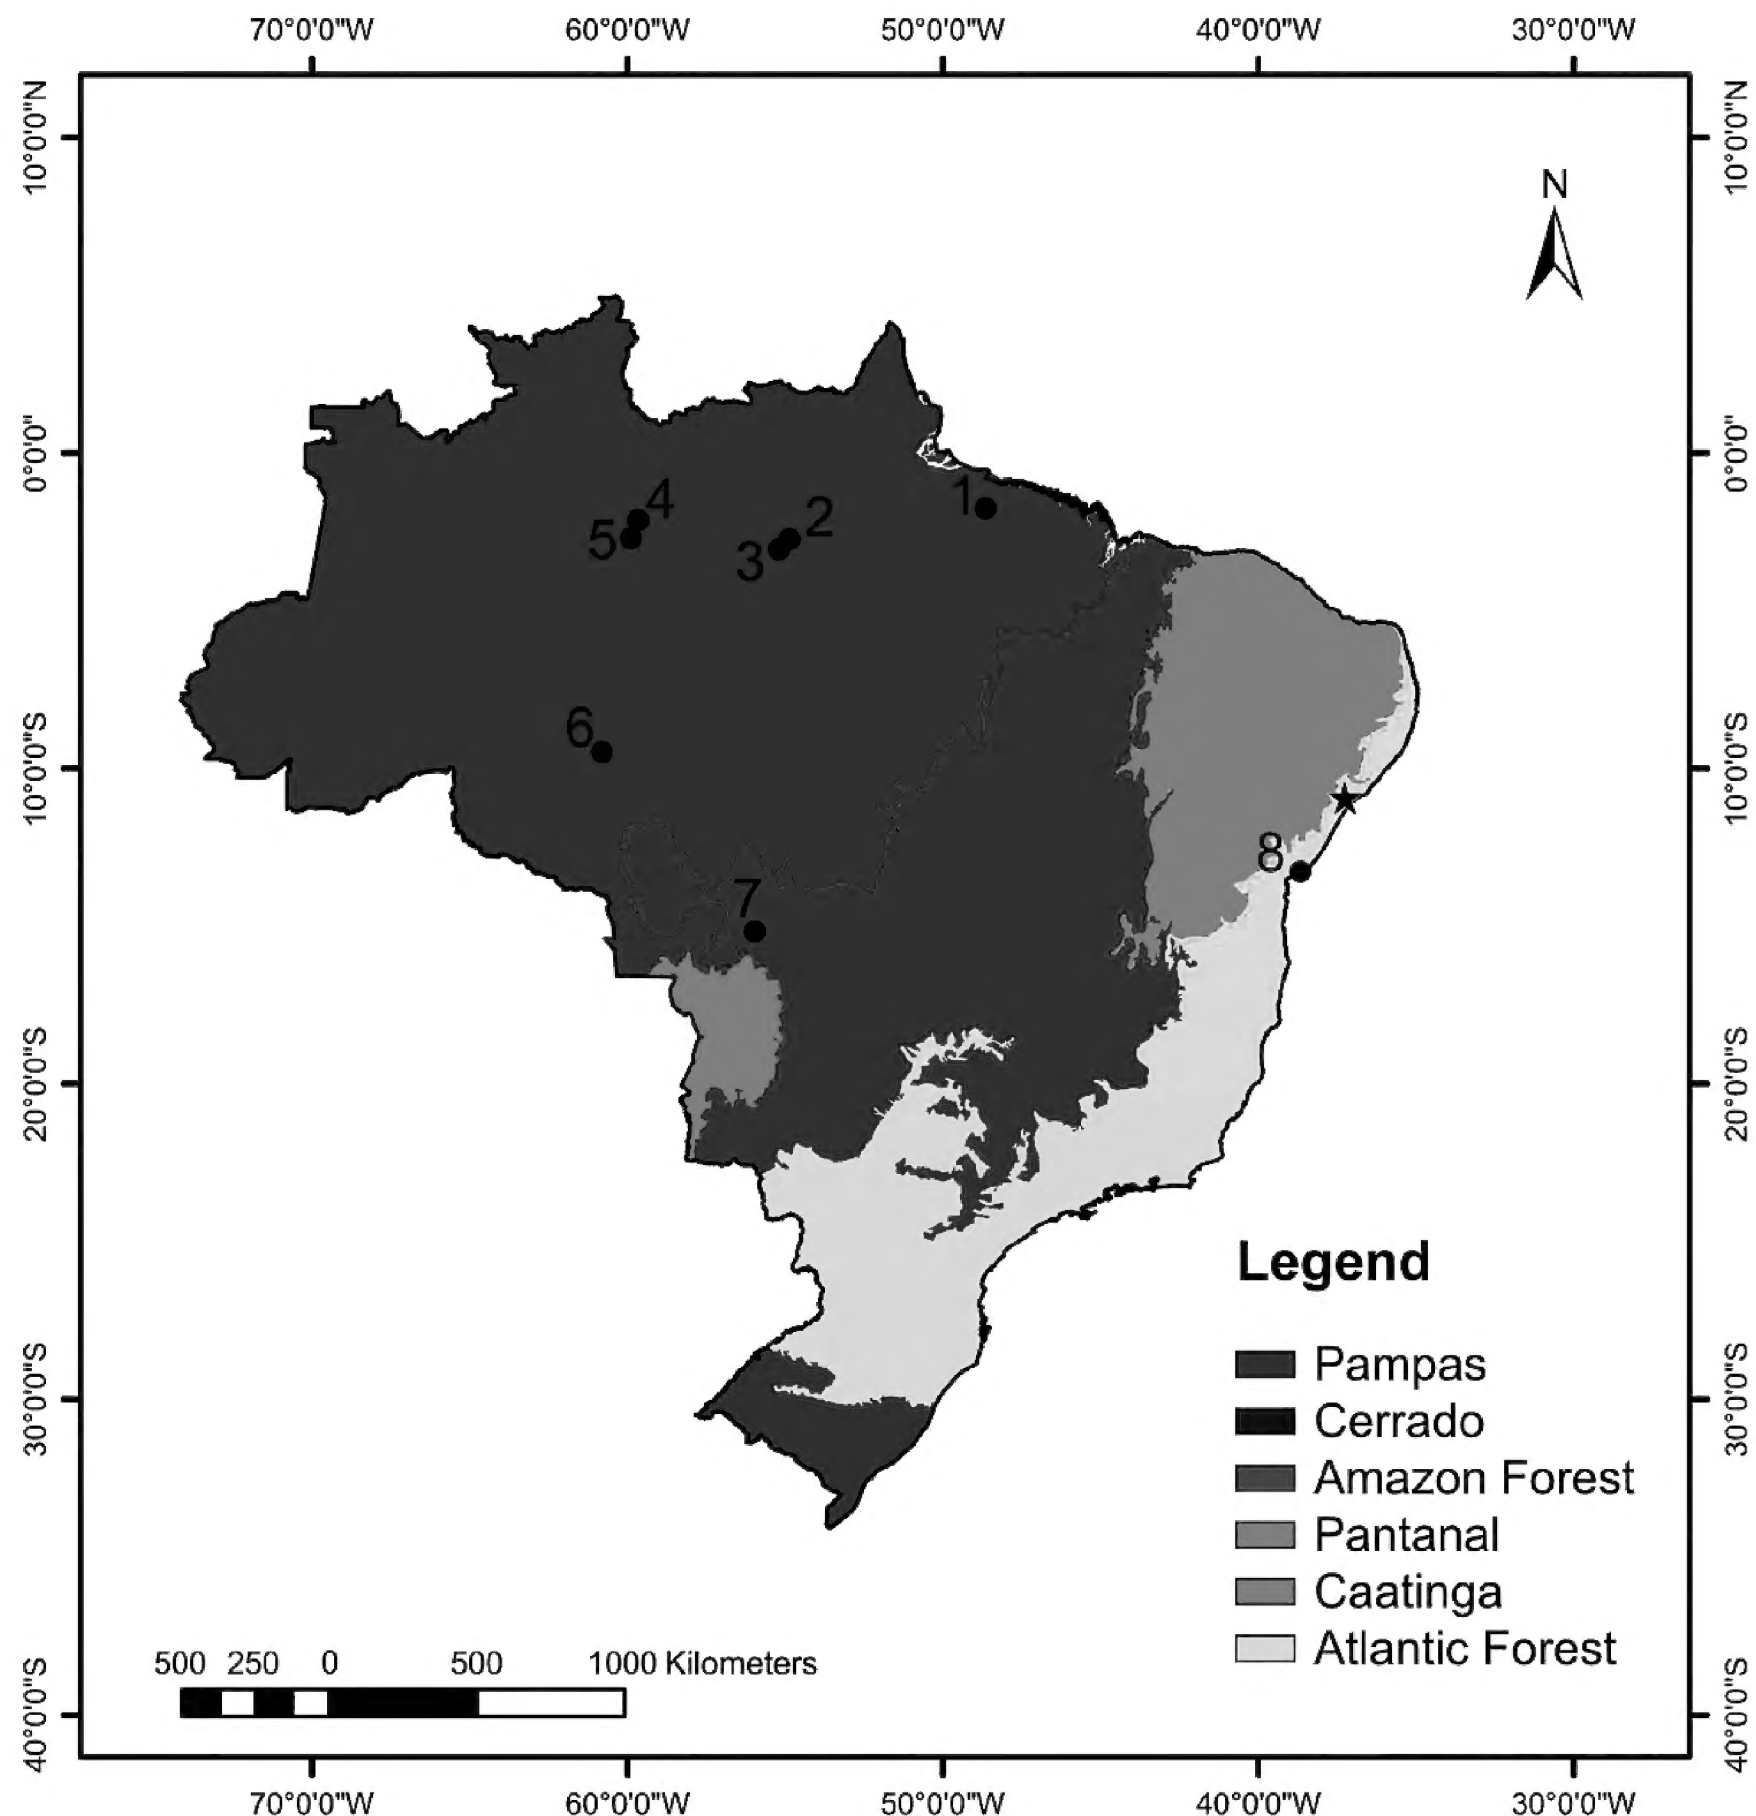 70°0'0"W 60°0'0"W 50°0'0"W 40°0'0"W 30°0'0"W
10°0'0"N 10°0'0"N
N
0°0'0" 0°0'0"
4
1
2
5
3
6
10°0'0"S 10°0'0"S
8
7
20°0'0"S 20°0'0"S
Legend
Pampas
30°0'0"S 30°0'0"S
Cerrado
Amazon Forest
Pantanal
Caatinga
Atlantic Forest
500 250 0 500 1000 Kilometers
40°0'0"S 40°0'0"S
70°0'0"W 60°0'0"W 50°0'0"W 40°0'0"W 30°0'0"W